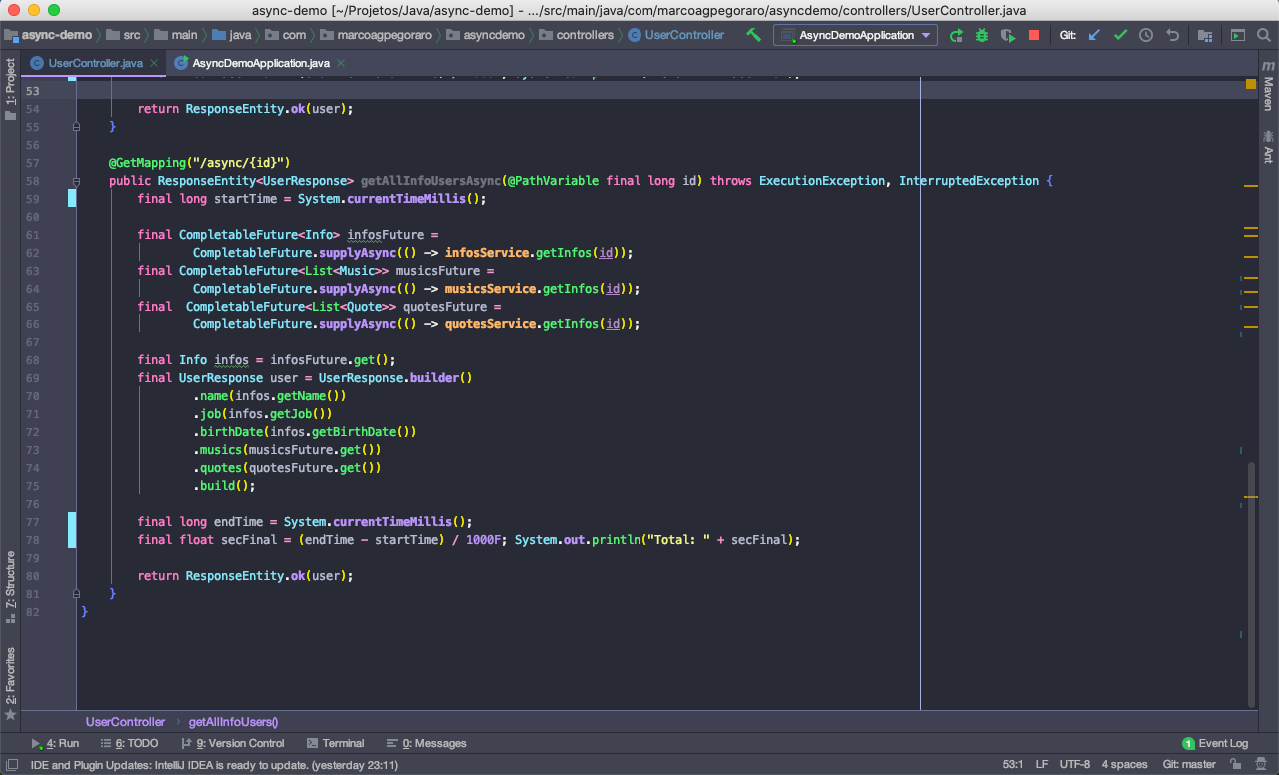 async-demo [~/Projetos/Java/async-demo] - .../src/main/java/com/marcoagpegoraro/asyncdemo/controllers/UserController.java
async-demo src main java com marcoagpegoraro asyncdemo controllers UserController AsyncDemoApplication Git:
UserController.java AsyncDemoApplication.java
1: Project
7: Structure
2: Favorites
m
Maven
Ant
53
54 return ResponseEntity.ok(user);
55 }
56
57 @GetMapping("/async/{id}")
58 public ResponseEntity<UserResponse> getAllInfoUsersAsync(@PathVariable final long id) throws ExecutionException, InterruptedException {
59 final long startTime = System.currentTimeMillis();
60
61 final CompletableFuture<Info> infosFuture =
62 CompletableFuture.supplyAsync(() -> infosService.getInfos(id));
63 final CompletableFuture<List<Music>> musicsFuture =
64 CompletableFuture.supplyAsync(() -> musicsService.getInfos(id));
65 final  CompletableFuture<List<Quote>> quotesFuture =
66 CompletableFuture.supplyAsync(() -> quotesService.getInfos(id));
67
68 final Info infos = infosFuture.get();
69 final UserResponse user = UserResponse.builder()
70 .name(infos.getName())
71 .job(infos.getJob())
72 .birthDate(infos.getBirthDate())
73 .musics(musicsFuture.get())
74 .quotes(quotesFuture.get())
75 .build();
76
77 final long endTime = System.currentTimeMillis();
78 final float secFinal = (endTime - startTime) / 1000F; System.out.println("Total: " + secFinal);
79
80 return ResponseEntity.ok(user);
81 }
82 }
UserController getAllInfoUsers()
4: Run 6: TODO 9: Version Control Terminal 0: Messages 1 Event Log
IDE and Plugin Updates: IntelliJ IDEA is ready to update. (yesterday 23:11) 53:1 LF UTF-8 4 spaces Git: master